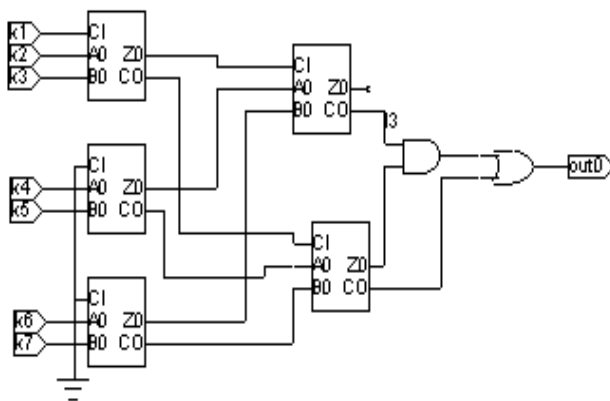 k1 CI
k2 A0 Z0
k3 B0 CO
CI
A0 Z0
B0 CO
I3
CI
k4 A0 Z0
k5 B0 CO
out0
CI
A0 Z0
B0 CO
CI
k6 A0 Z0
k7 B0 CO